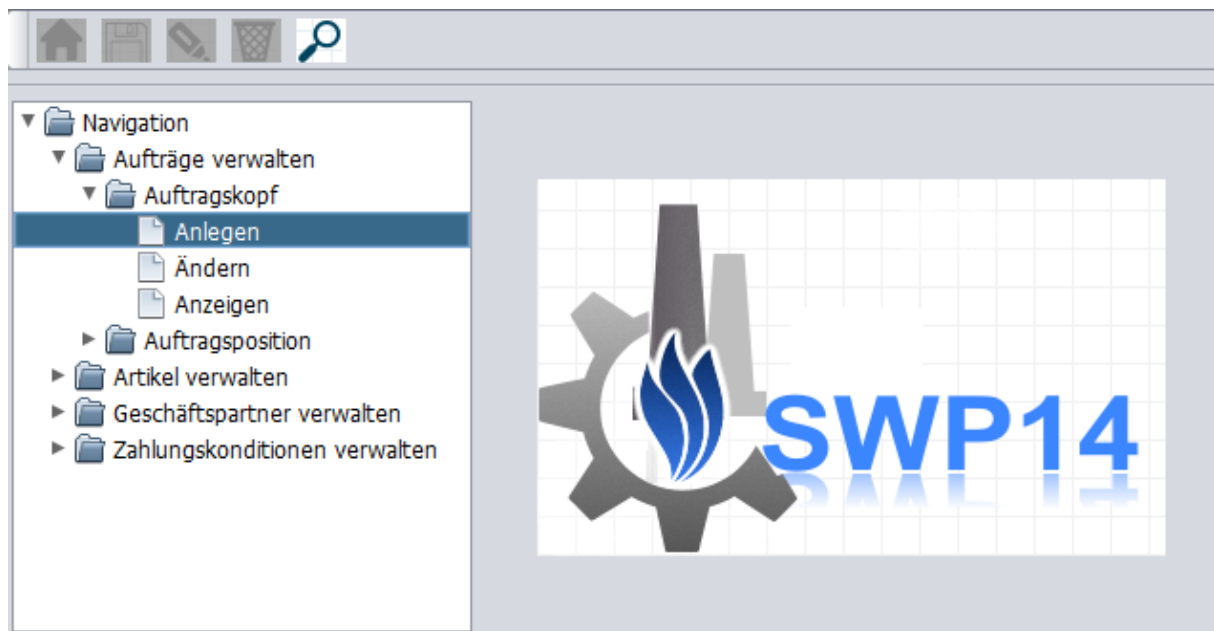 Navigation
Aufträge verwalten
Auftragskopf
Anlegen
Ändern
Anzeigen
Auftragsposition
Artikel verwalten
Geschäftspartner verwalten
Zahlungskonditionen verwalten
SWP14